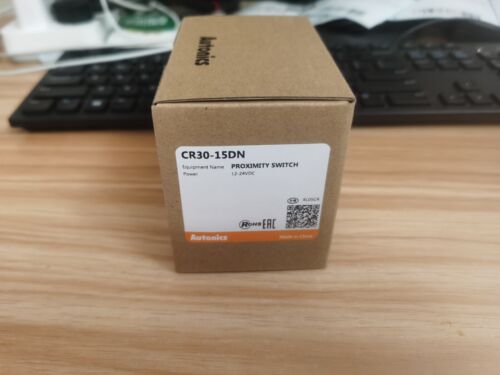 Autonics
CR30-15DN
Equipment Name PROXIMITY SWITCH
Power 12-24VDC
RoHS EAC
Autonics Made in China